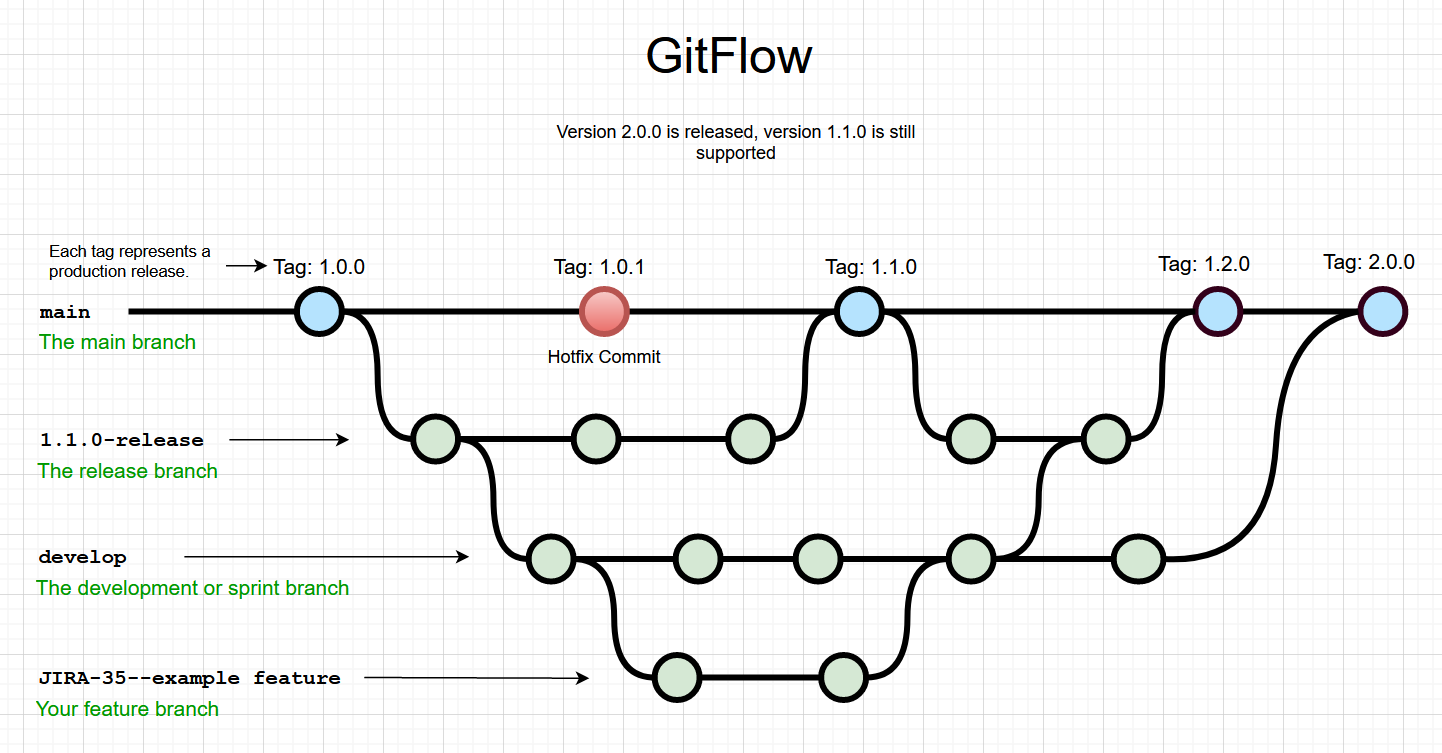 GitFlow
Version 2.0.0 is released, version 1.1.0 is still
supported
Each tag represents a
production release.
Tag: 1.0.0
Tag: 1.0.1
Tag: 1.1.0
Tag: 1.2.0
Tag: 2.0.0
main
The main branch
Hotfix Commit
1.1.0-release
The release branch
develop
The development or sprint branch
JIRA-35--example feature
Your feature branch